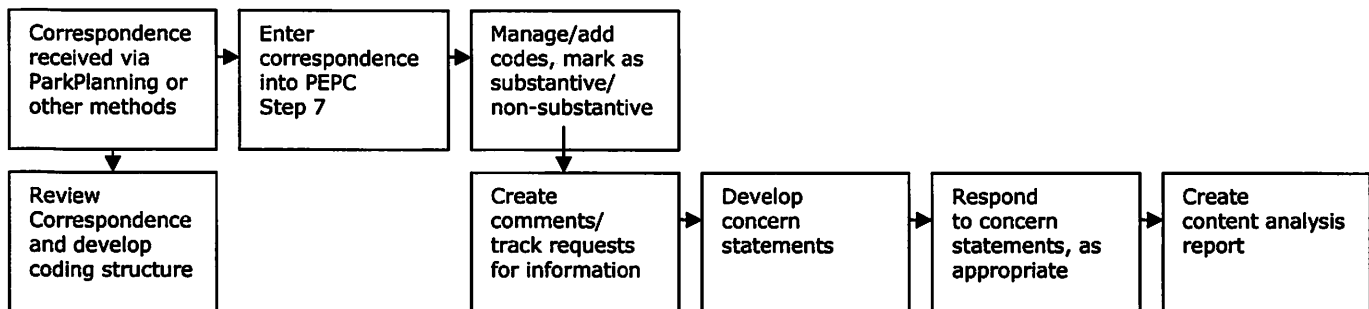 Correspondence
received via
ParkPlanning or
other methods
Enter
correspondence
into PEPC
Step 7
Manage/add
codes, mark as
substantive/
non-substantive
Review
Correspondence
and develop
coding structure
Create
comments/
track requests
for information
Develop
concern
statements
Respond
to concern
statements, as
appropriate
Create
content analysis
report